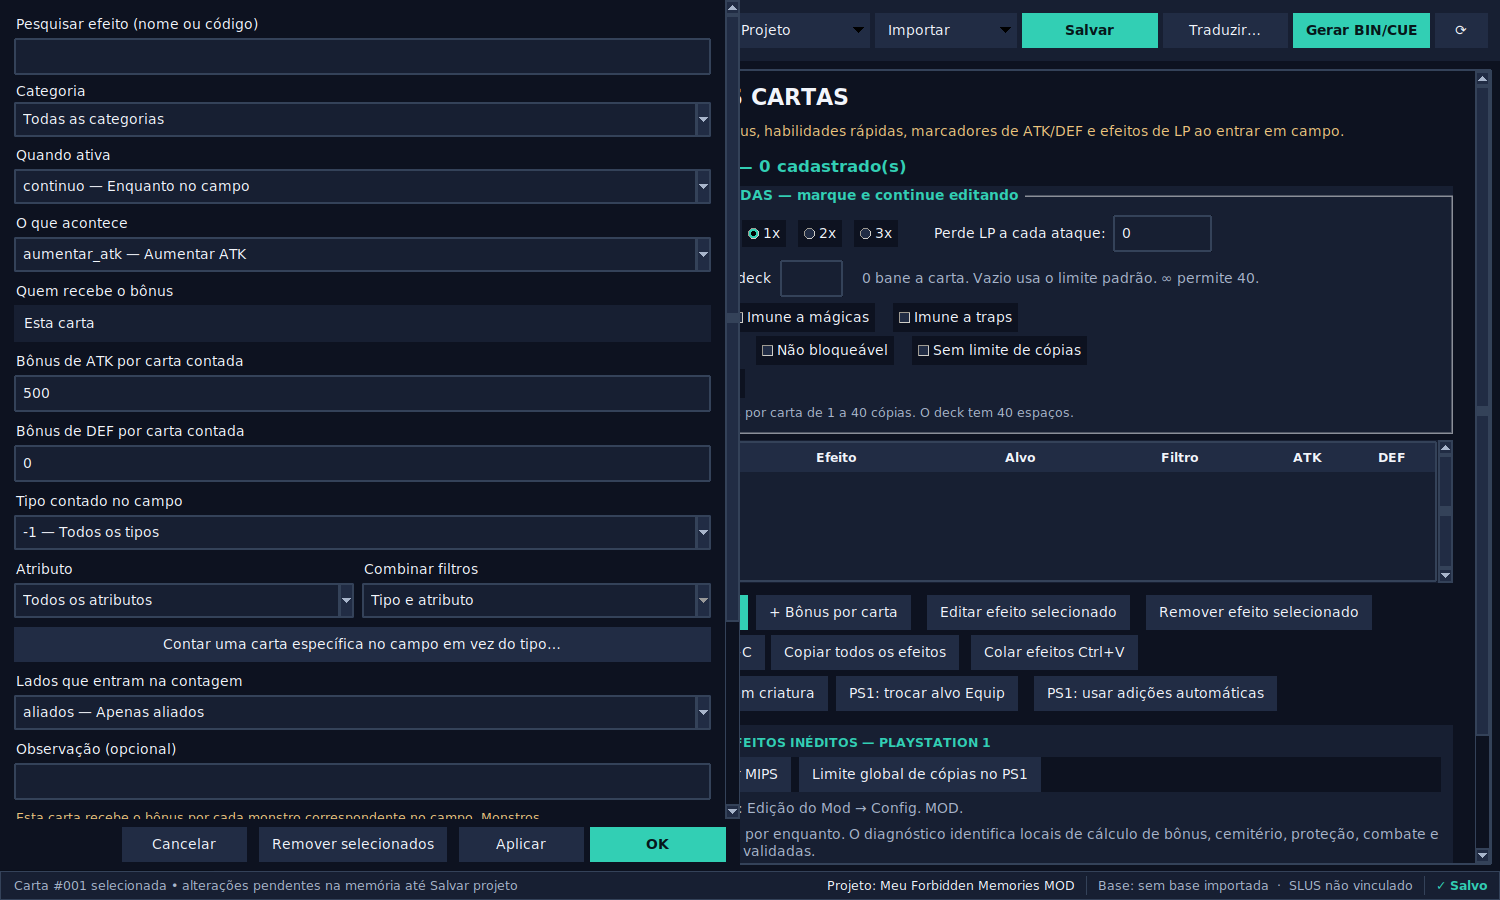 Pesquisar efeito (nome ou código)
Categoria
Todas as categorias
Quando ativa
continuo — Enquanto no campo
O que acontece
aumentar_atk — Aumentar ATK
Quem recebe o bônus
Esta carta
Bônus de ATK por carta contada
500
Bônus de DEF por carta contada
0
Tipo contado no campo
-1 — Todos os tipos
Atributo
Combinar filtros
Todos os atributos
Tipo e atributo
Contar uma carta específica no campo em vez do tipo...
Lados que entram na contagem
aliados — Apenas aliados
Observação (opcional)
Esta carta recebe o bônus por cada monstro correspondente no campo. Monstros
Cancelar
Remover selecionados
Aplicar
OK
Projeto
Importar
Salvar
Traduzir...
Gerar BIN/CUE
⟳
CARTAS
us, habilidades rápidas, marcadores de ATK/DEF e efeitos de LP ao entrar em campo.
— 0 cadastrado(s)
DAS — marque e continue editando
1x
2x
3x
Perde LP a cada ataque:
0
deck
0 bane a carta. Vazio usa o limite padrão. ∞ permite 40.
Imune a mágicas
Imune a traps
Não bloqueável
Sem limite de cópias
por carta de 1 a 40 cópias. O deck tem 40 espaços.
Efeito
Alvo
Filtro
ATK
DEF
+ Bônus por carta
Editar efeito selecionado
Remover efeito selecionado
C
Copiar todos os efeitos
Colar efeitos Ctrl+V
m criatura
PS1: trocar alvo Equip
PS1: usar adições automáticas
FEITOS INÉDITOS — PLAYSTATION 1
MIPS
Limite global de cópias no PS1
: Edição do Mod → Config. MOD.
por enquanto. O diagnóstico identifica locais de cálculo de bônus, cemitério, proteção, combate e
validadas.
Carta #001 selecionada • alterações pendentes na memória até Salvar projeto
Projeto: Meu Forbidden Memories MOD
Base: sem base importada · SLUS não vinculado
✓ Salvo